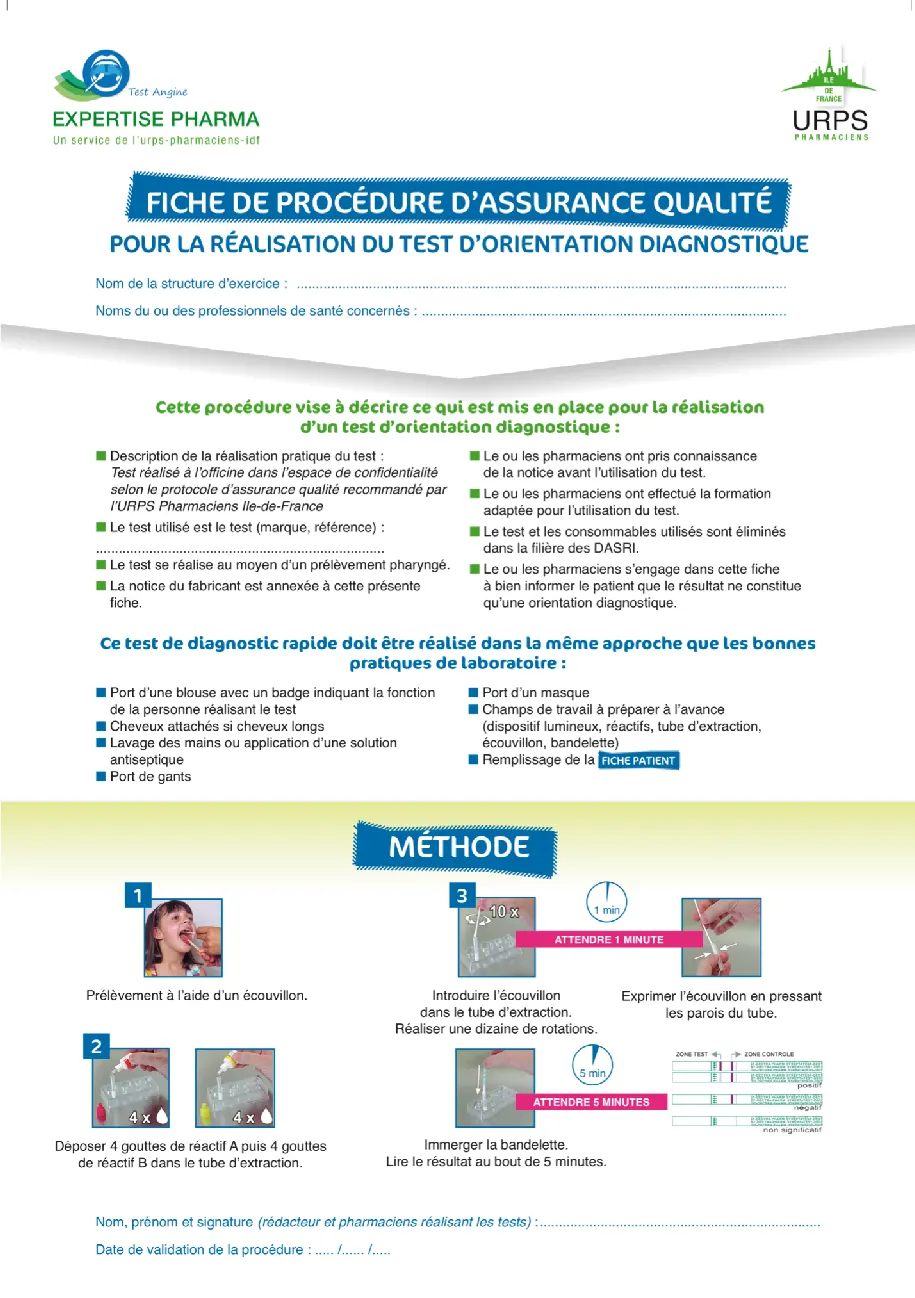 Test Angine
EXPERTISE PHARMA
Un service de l'urps-pharmaciens-idf
ILE
DE
FRANCE
URPS
PHARMACIENS
FICHE DE PROCÉDURE D'ASSURANCE QUALITÉ
POUR LA RÉALISATION DU TEST D'ORIENTATION DIAGNOSTIQUE
Nom de la structure d'exercice : ................................................................................
Noms du ou des professionnels de santé concernés : ................................................................................
Cette procédure vise à décrire ce qui est mis en place pour la réalisation
d'un test d'orientation diagnostique :
Description de la réalisation pratique du test :
Test réalisé à l'officine dans l'espace de confidentialité
selon le protocole d'assurance qualité recommandé par
l'URPS Pharmaciens Ile-de-France
Le test utilisé est le test (marque, référence) :
............................................................................
Le test se réalise au moyen d'un prélèvement pharyngé.
La notice du fabricant est annexée à cette présente
fiche.
Le ou les pharmaciens ont pris connaissance
de la notice avant l'utilisation du test.
Le ou les pharmaciens ont effectué la formation
adaptée pour l'utilisation du test.
Le test et les consommables utilisés sont éliminés
dans la filière des DASRI.
Le ou les pharmaciens s'engage dans cette fiche
à bien informer le patient que le résultat ne constitue
qu'une orientation diagnostique.
Ce test de diagnostic rapide doit être réalisé dans la même approche que les bonnes
pratiques de laboratoire :
Port d'une blouse avec un badge indiquant la fonction
de la personne réalisant le test
Cheveux attachés si cheveux longs
Lavage des mains ou application d'une solution
antiseptique
Port de gants
Port d'un masque
Champs de travail à préparer à l'avance
(dispositif lumineux, réactifs, tube d'extraction,
écouvillon, bandelette)
Remplissage de la FICHE PATIENT
MÉTHODE
1
Prélèvement à l'aide d'un écouvillon.
2
4 x
4 x
Déposer 4 gouttes de réactif A puis 4 gouttes
de réactif B dans le tube d'extraction.
3
10 x
1 min
ATTENDRE 1 MINUTE
Introduire l'écouvillon
dans le tube d'extraction.
Réaliser une dizaine de rotations.
Exprimer l'écouvillon en pressant
les parois du tube.
5 min
ATTENDRE 5 MINUTES
Immerger la bandelette.
Lire le résultat au bout de 5 minutes.
ZONE TEST ZONE CONTROLE
positif
négatif
non significatif
Nom, prénom et signature (rédacteur et pharmaciens réalisant les tests) :..........................................................................
Date de validation de la procédure : ..... /...... /.....